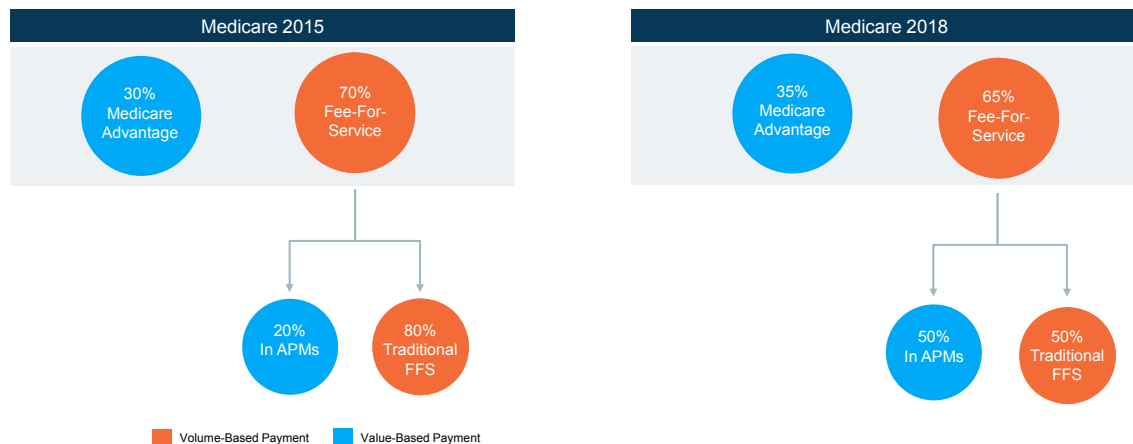 Medicare 2015
30%
Medicare
Advantage
70%
Fee-For-
Service
20%
In APMs
80%
Traditional
FFS
Medicare 2018
35%
Medicare
Advantage
65%
Fee-For-
Service
50%
In APMs
50%
Traditional
FFS
Volume-Based Payment
Value-Based Payment